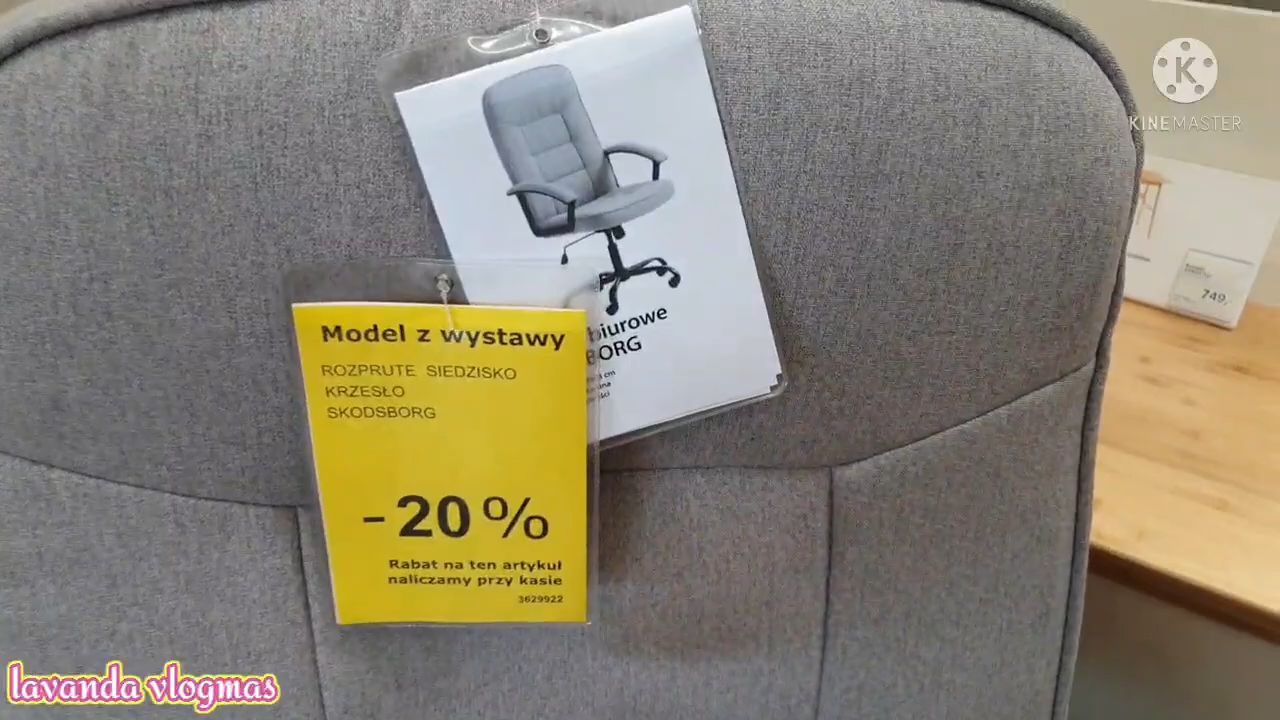 KINEMASTER
749,-
biurowe
BORG
Model z wystawy
ROZPRUTE SIEDZISKO
KRZESŁO
SKODSBORG
-20%
Rabat na ten artykuł
naliczamy przy kasie
3629922
lavanda vlogmas